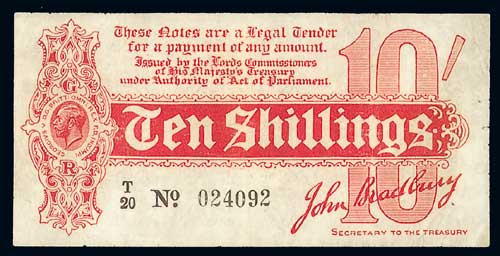 These Notes are a Legal Tender
for a payment of any amount.
Issued by the Lords Commissioners
of His Majesty's Treasury
under Authority of Act of Parliament.
10/
G
R
Ten Shillings
T
20
Nº 024092
John Bradbury
10
SECRETARY TO THE TREASURY